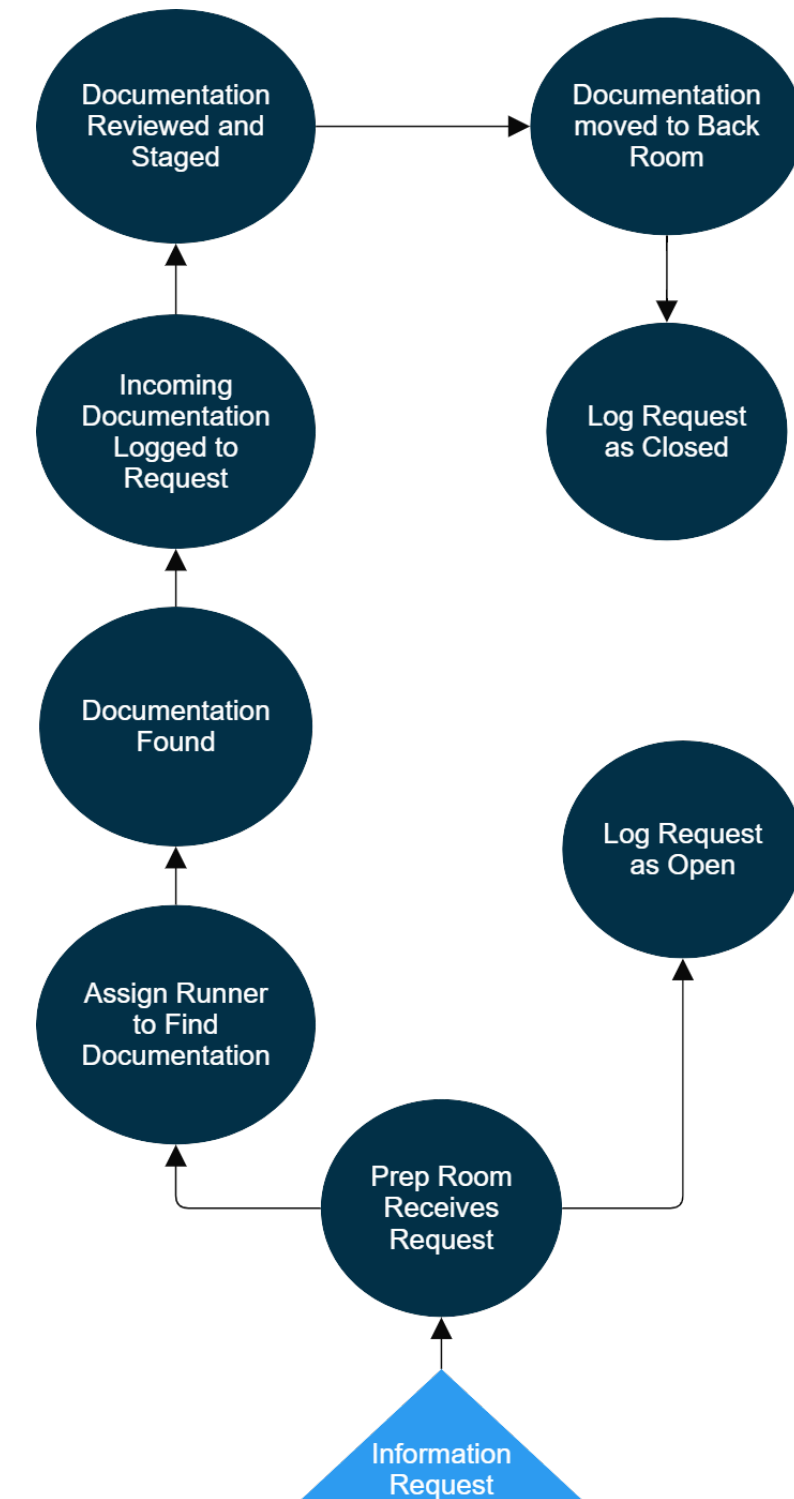 Documentation
Reviewed and
Staged
Documentation
moved to Back
Room
Incoming
Documentation
Logged to
Request
Log Request
as Closed
Documentation
Found
Log Request
as Open
Assign Runner
to Find
Documentation
Prep Room
Receives
Request
Information
Request